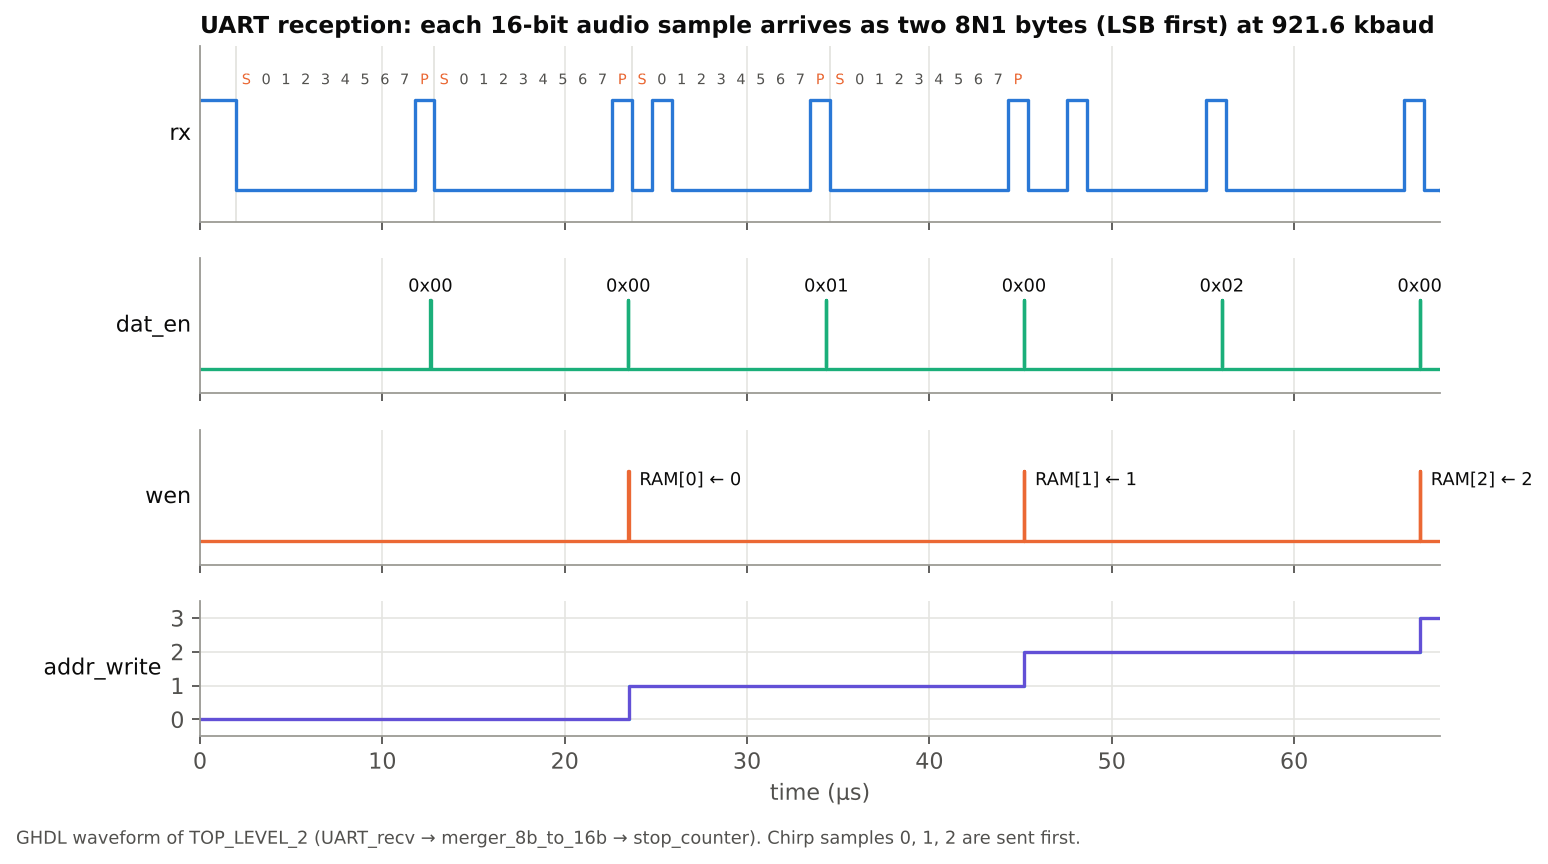 UART reception: each 16-bit audio sample arrives as two 8N1 bytes (LSB first) at 921.6 kbaud
S 0 1 2 3 4 5 6 7 P S 0 1 2 3 4 5 6 7 P S 0 1 2 3 4 5 6 7 P S 0 1 2 3 4 5 6 7 P
rx
0x00 0x00 0x01 0x00 0x02 0x00
dat_en
RAM[0] ← 0 RAM[1] ← 1 RAM[2] ← 2
wen
3
2
addr_write
1
0
0 10 20 30 40 50 60
time (µs)
GHDL waveform of TOP_LEVEL_2 (UART_recv → merger_8b_to_16b → stop_counter). Chirp samples 0, 1, 2 are sent first.